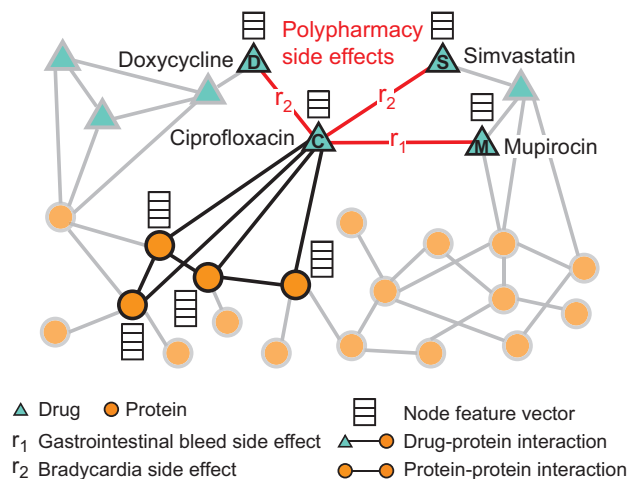 Polypharmacy
side effects
Doxycycline
D
S
Simvastatin
r2
r2
Ciprofloxacin
C
r1
M
Mupirocin
Drug
Protein
Node feature vector
r1 Gastrointestinal bleed side effect
Drug-protein interaction
r2 Bradycardia side effect
Protein-protein interaction